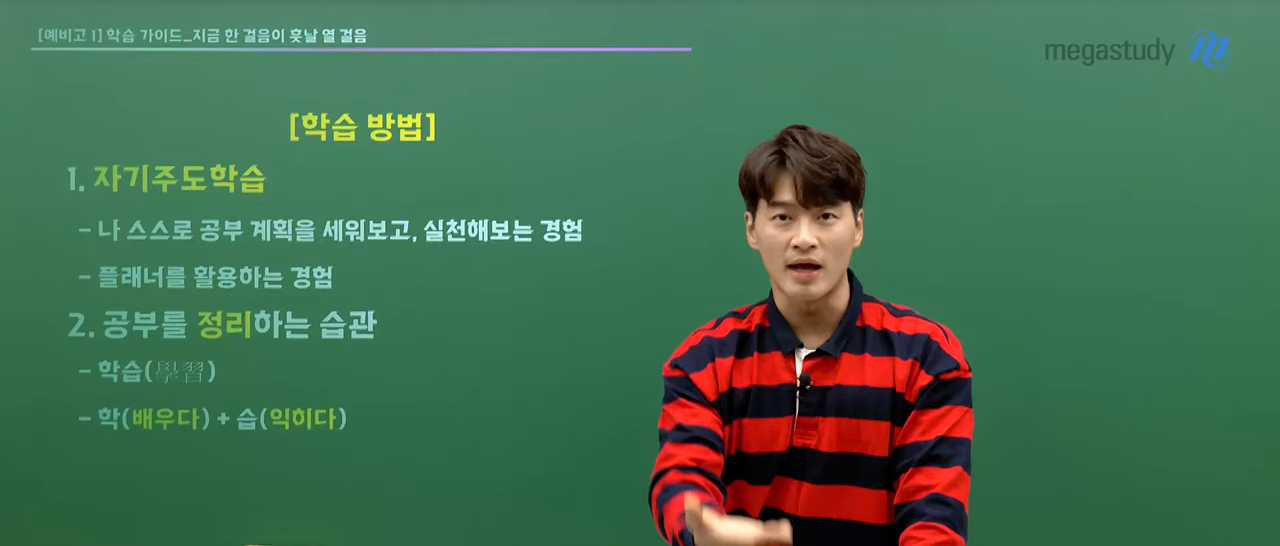 [예비고 1] 학습 가이드_지금 한 걸음이 훗날 열 걸음
megastudy
[학습 방법]
1. 자기주도학습
- 나 스스로 공부 계획을 세워보고, 실천해보는 경험
- 플래너를 활용하는 경험
2. 공부를 정리하는 습관
- 학습(學習)
- 학(배우다) + 습(익히다)